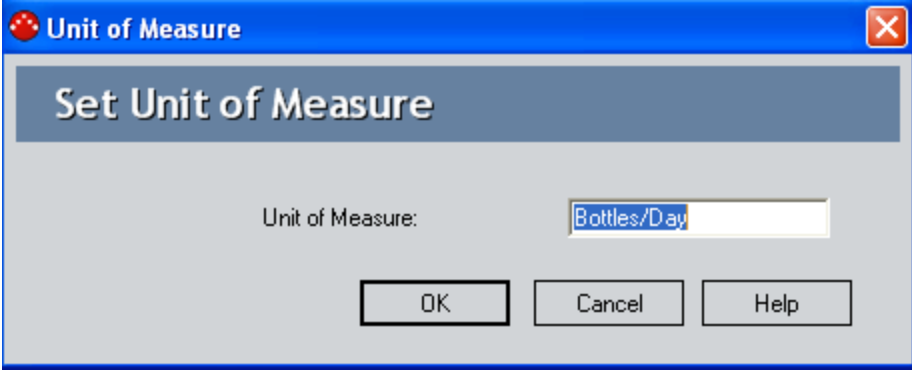 Unit of Measure
Set Unit of Measure
Unit of Measure: Bottles/Day
OK Cancel Help